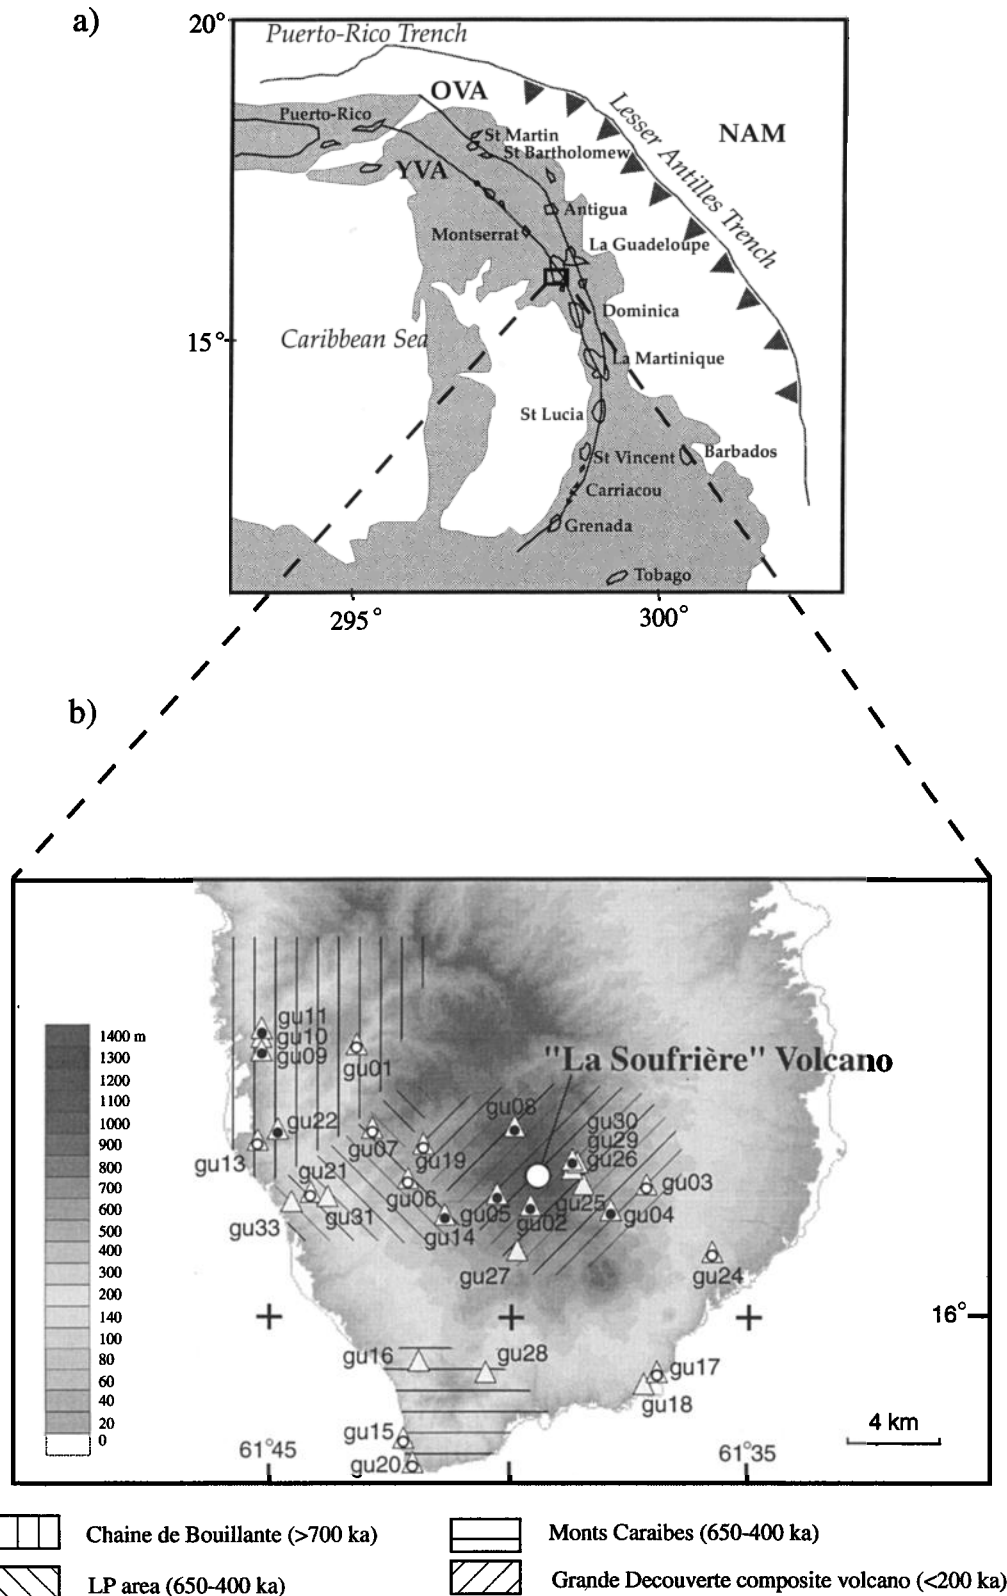 a)
20°
Puerto-Rico Trench
OVA
Puerto-Rico
St Martin
St Bartholomew
NAM
YVA
Lesser Antilles Trench
Antigua
Montserrat
La Guadeloupe
Dominica
15°
Caribbean Sea
La Martinique
St Lucia
St Vincent
Barbados
Carriacou
Grenada
Tobago
295°
300°
b)
gu11
gu10
gu09
gu01
1400 m
1300
1200
1100
1000
900
800
700
600
500
400
300
200
140
100
80
60
40
20
0
"La Soufrière" Volcano
gu08
gu30
gu29
gu26
gu22
gu07
gu19
gu13
gu21
gu06
gu25
gu03
gu33
gu31
gu14
gu05
gu02
gu04
gu27
gu24
16°
gu16
gu28
gu17
gu18
gu15
gu20
4 km
61°45
61°35
Chaine de Bouillante (>700 ka)
Monts Caraibes (650-400 ka)
LP area (650-400 ka)
Grande Decouverte composite volcano (<200 ka)